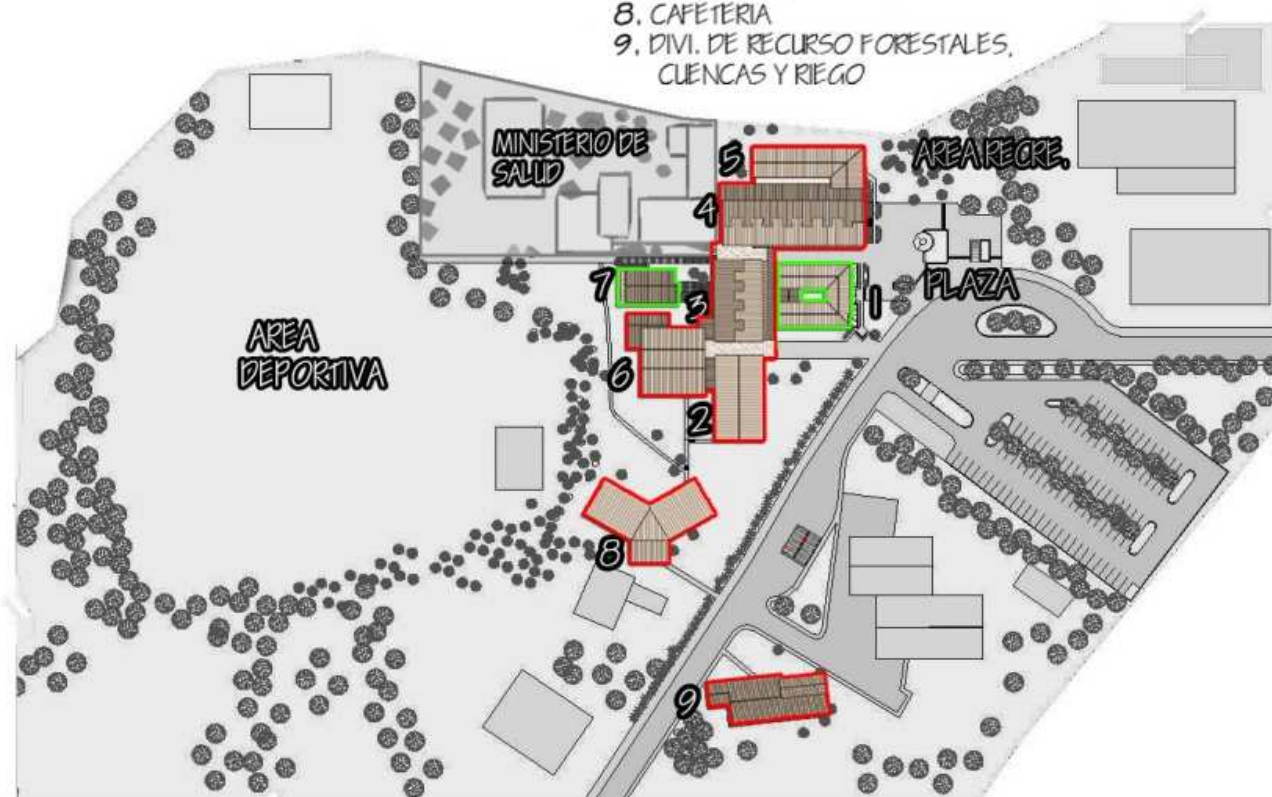 8. CAFETERIA
9. DIVI. DE RECURSO FORESTALES,
CUENCAS Y RIEGO
MINISTERIO DE
SALUD
5
AREA RECRE.
4
7
3
1
PLAZA
AREA
DEPORTIVA
6
2
8
9